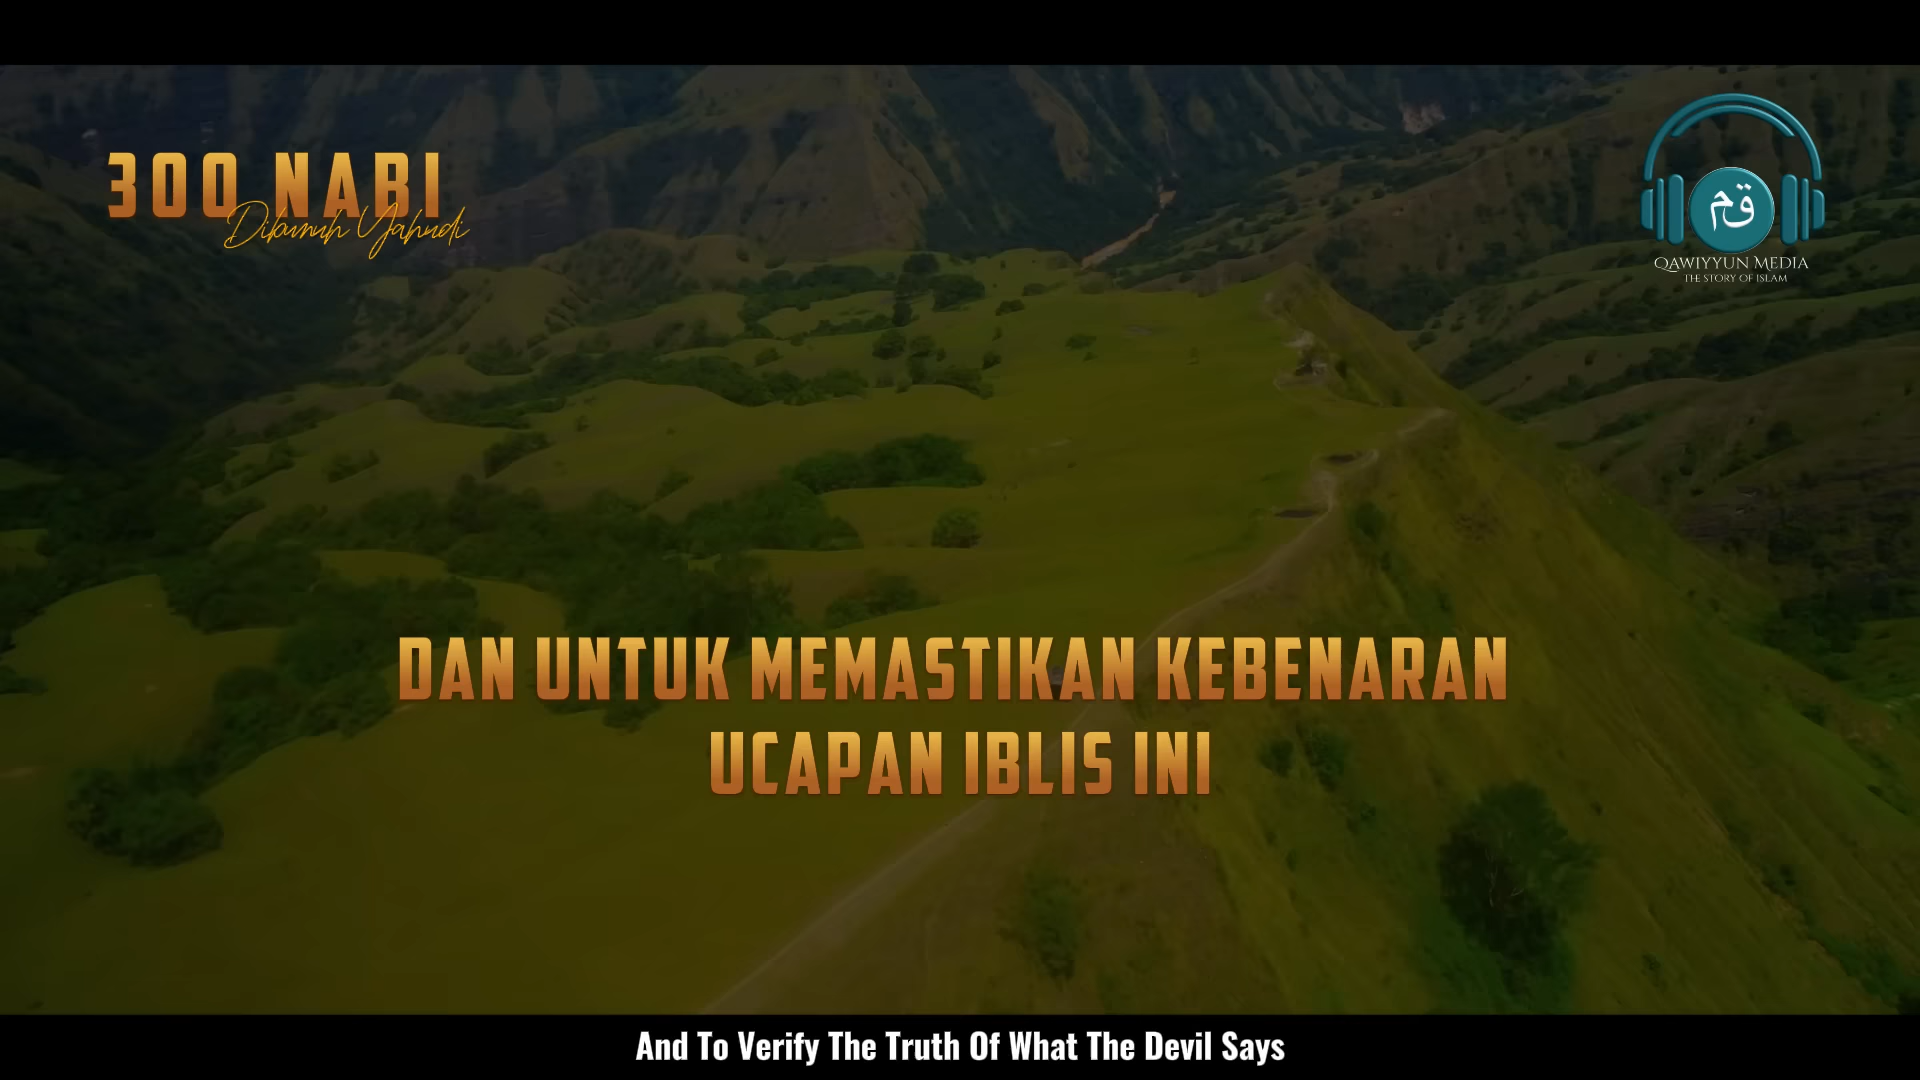 300 NABI
Dibunuh Yahudi
قم
QAWIYYUN MEDIA
THE STORY OF ISLAM
DAN UNTUK MEMASTIKAN KEBENARAN
UCAPAN IBLIS INI
And To Verify The Truth Of What The Devil Says